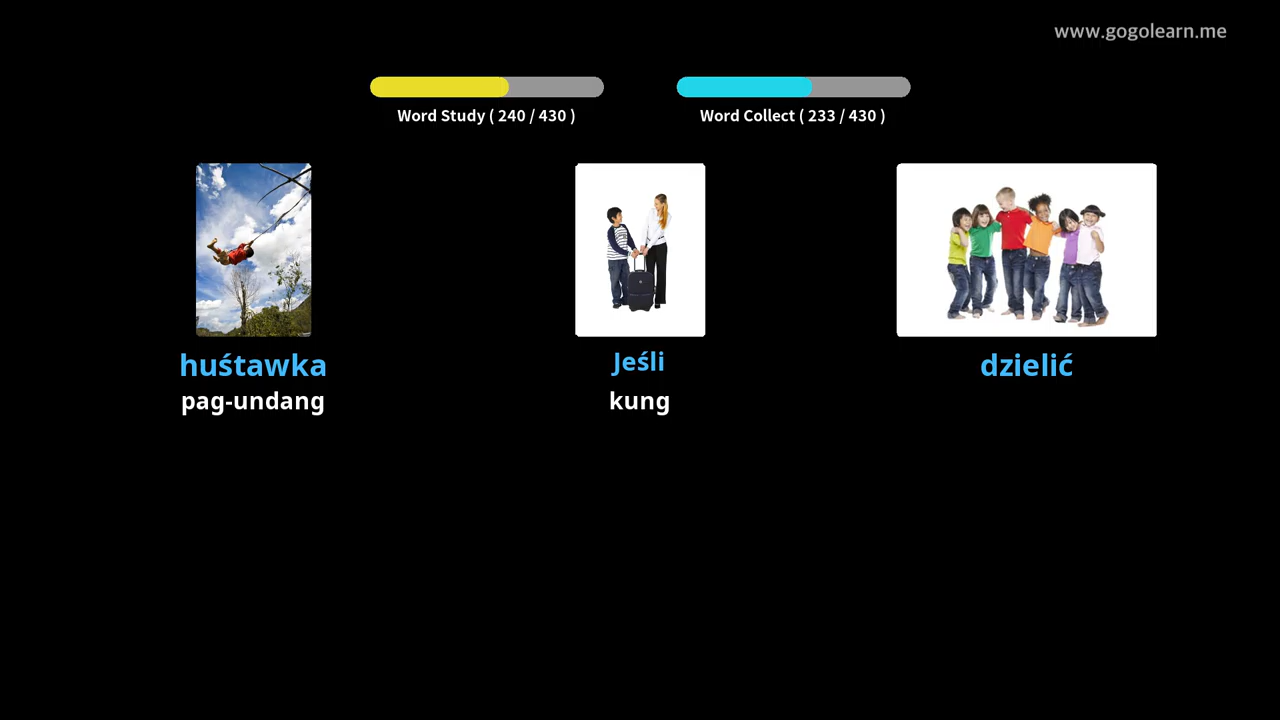 www.gogolearn.me
Word Study ( 240 / 430 )
Word Collect ( 233 / 430 )
huśtawka
pag-undang
Jeśli
kung
dzielić